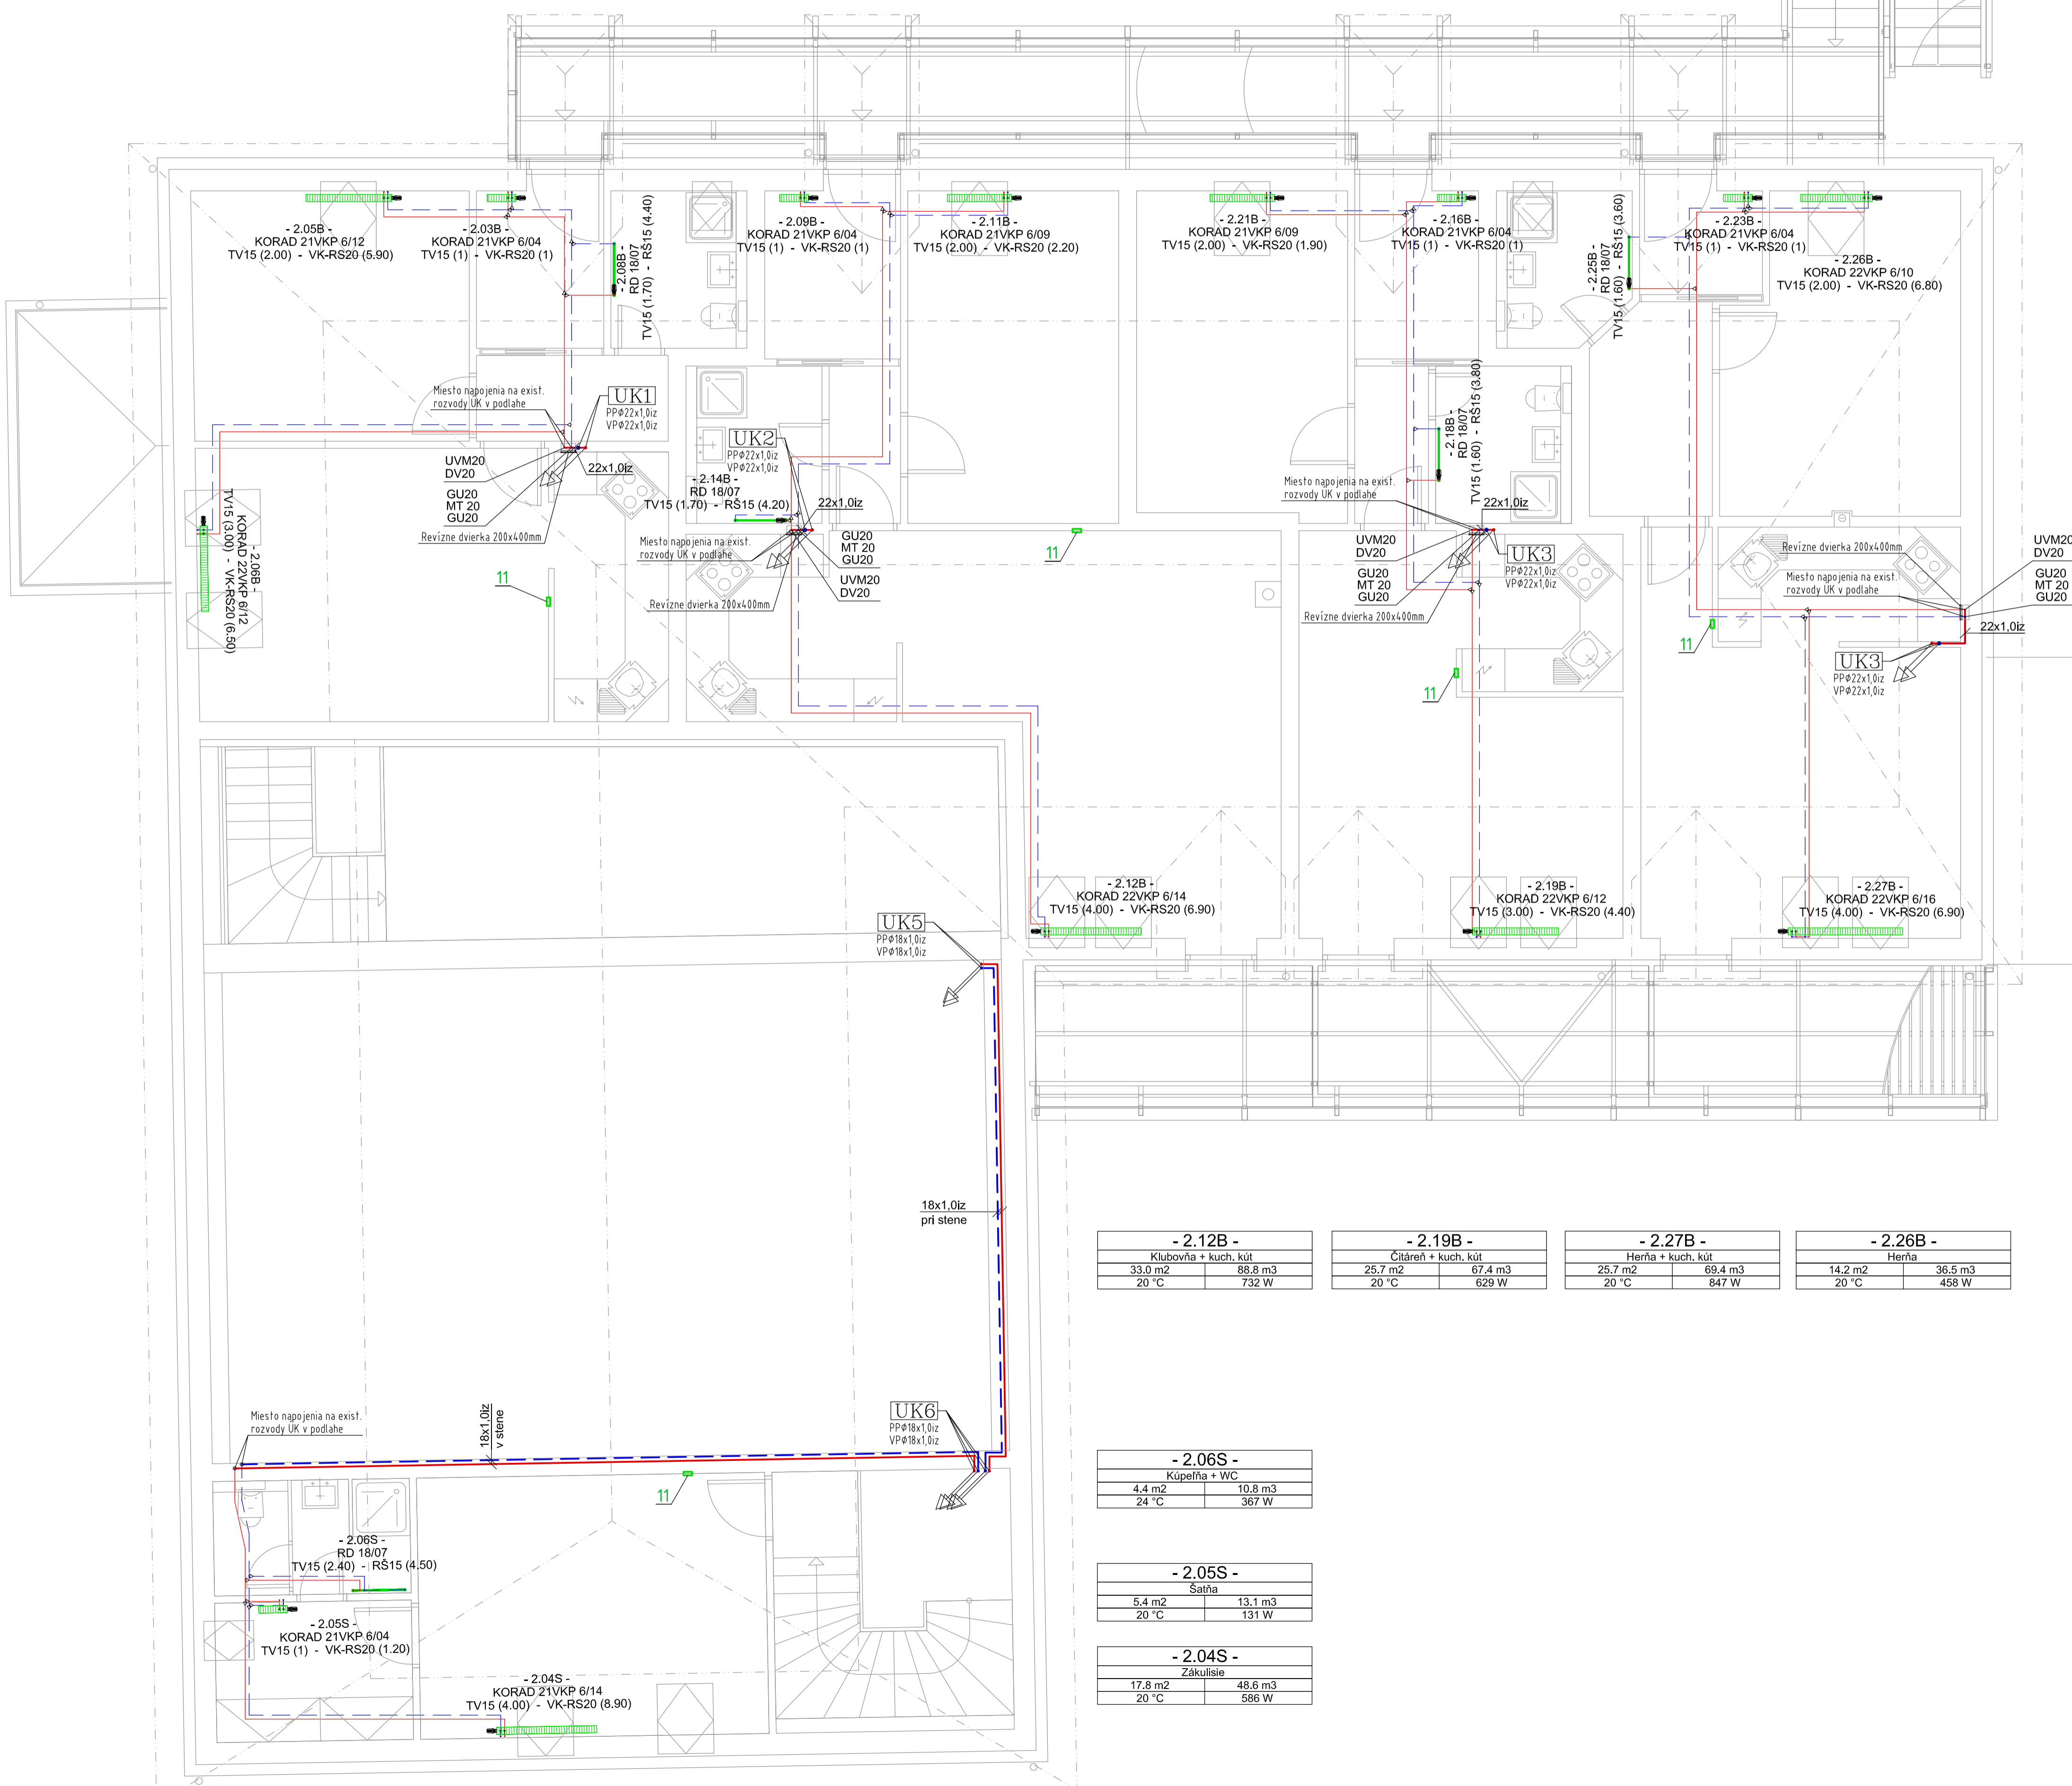 - 2.05B -
KORAD 21VKP 6/12
TV15 (2.00) - VK-RS20 (5.90)
- 2.03B -
KORAD 21VKP 6/04
TV15 (1) - VK-RS20 (1)
- 2.08B -
RD 18/07
TV15 (1.70) - RŠ15 (4.40)
- 2.09B -
KORAD 21VKP 6/04
TV15 (1) - VK-RS20 (1)
- 2.11B -
KORAD 21VKP 6/09
TV15 (2.00) - VK-RS20 (2.20)
- 2.21B -
KORAD 21VKP 6/09
TV15 (2.00) - VK-RS20 (1.90)
- 2.16B -
KORAD 21VKP 6/04
TV15 (1) - VK-RS20 (1)
- 2.25B -
RD 18/07
TV15 (1.60) - RŠ15 (3.60)
- 2.23B -
KORAD 21VKP 6/04
TV15 (1) - VK-RS20 (1)
- 2.26B -
KORAD 22VKP 6/10
TV15 (2.00) - VK-RS20 (6.80)
Miesto napojenia na exist.
rozvody UK v podlahe
UK1
PPφ22x1,0iz
VPφ22x1,0iz
UVM20
DV20
GU20
MT 20
GU20
22x1,0iz
Revízne dvierka 200x400mm
UK2
PPφ22x1,0iz
VPφ22x1,0iz
- 2.14B -
RD 18/07
TV15 (1.70) - RŠ15 (4.20)
22x1,0iz
Miesto napojenia na exist.
rozvody UK v podlahe
GU20
MT 20
GU20
UVM20
DV20
Revízne dvierka 200x400mm
11
11
- 2.06B -
KORAD 22VKP 6/12
TV15 (3.00) - VK-RS20 (6.50)
- 2.18B -
RD 18/07
TV15 (1.60) - RŠ15 (3.80)
Miesto napojenia na exist.
rozvody UK v podlahe
22x1,0iz
UVM20
DV20
GU20
MT 20
GU20
UK3
PPφ22x1,0iz
VPφ22x1,0iz
Revízne dvierka 200x400mm
11
Revízne dvierka 200x400mm
Miesto napojenia na exist.
rozvody UK v podlahe
UVM20
DV20
GU20
MT 20
GU20
22x1,0iz
11
UK3
PPφ22x1,0iz
VPφ22x1,0iz
- 2.12B -
KORAD 22VKP 6/14
TV15 (4.00) - VK-RS20 (6.90)
- 2.19B -
KORAD 22VKP 6/12
TV15 (3.00) - VK-RS20 (4.40)
- 2.27B -
KORAD 22VKP 6/16
TV15 (4.00) - VK-RS20 (6.90)
UK5
PPφ18x1,0iz
VPφ18x1,0iz
18x1,0iz
pri stene
- 2.12B -
Klubovňa + kuch. kút
33.0 m2 88.8 m3
20 °C 732 W
- 2.19B -
Čitáreň + kuch. kút
25.7 m2 67.4 m3
20 °C 629 W
- 2.27B -
Herňa + kuch. kút
25.7 m2 69.4 m3
20 °C 847 W
- 2.26B -
Herňa
14.2 m2 36.5 m3
20 °C 458 W
Miesto napojenia na exist.
rozvody UK v podlahe
18x1,0iz
v stene
UK6
PPφ18x1,0iz
VPφ18x1,0iz
11
- 2.06S -
Kúpeľňa + WC
4.4 m2 10.8 m3
24 °C 367 W
- 2.06S -
RD 18/07
TV15 (2.40) - RŠ15 (4.50)
- 2.05S -
KORAD 21VKP 6/04
TV15 (1) - VK-RS20 (1.20)
- 2.05S -
Šatňa
5.4 m2 13.1 m3
20 °C 131 W
- 2.04S -
KORAD 21VKP 6/14
TV15 (4.00) - VK-RS20 (8.90)
- 2.04S -
Zákulisie
17.8 m2 48.6 m3
20 °C 586 W